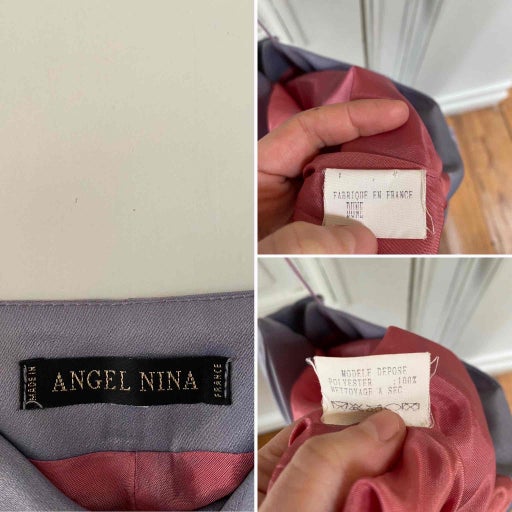 MADE IN
ANGEL NINA
FRANCE
FABRIQUE EN FRANCE
MODELE DEPOSE
POLYESTER :100%
NETTOYAGE A SEC